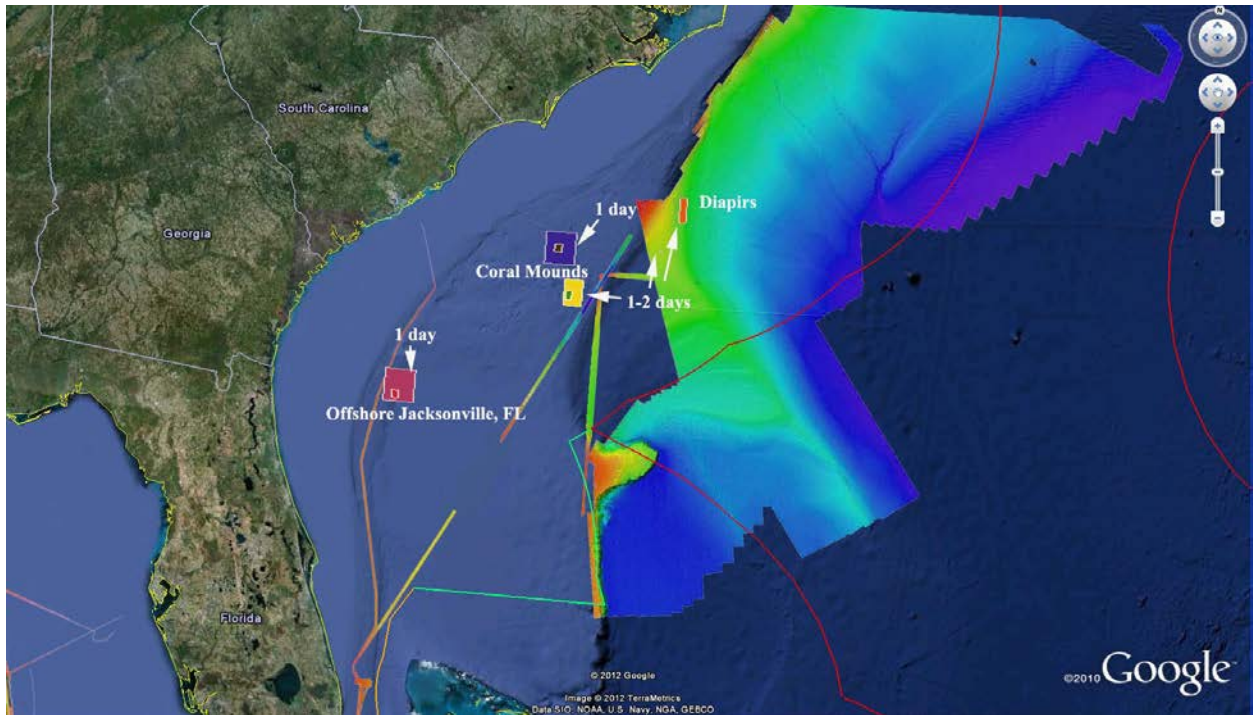 N
South Carolina
Georgia
Diapirs
1 day
Coral Mounds
1-2 days
1 day
Offshore Jacksonville, FL
Florida
© 2012 Google
Image © 2012 TerraMetrics
Data SIO, NOAA, U.S. Navy, NGA, GEBCO
©2010 Google